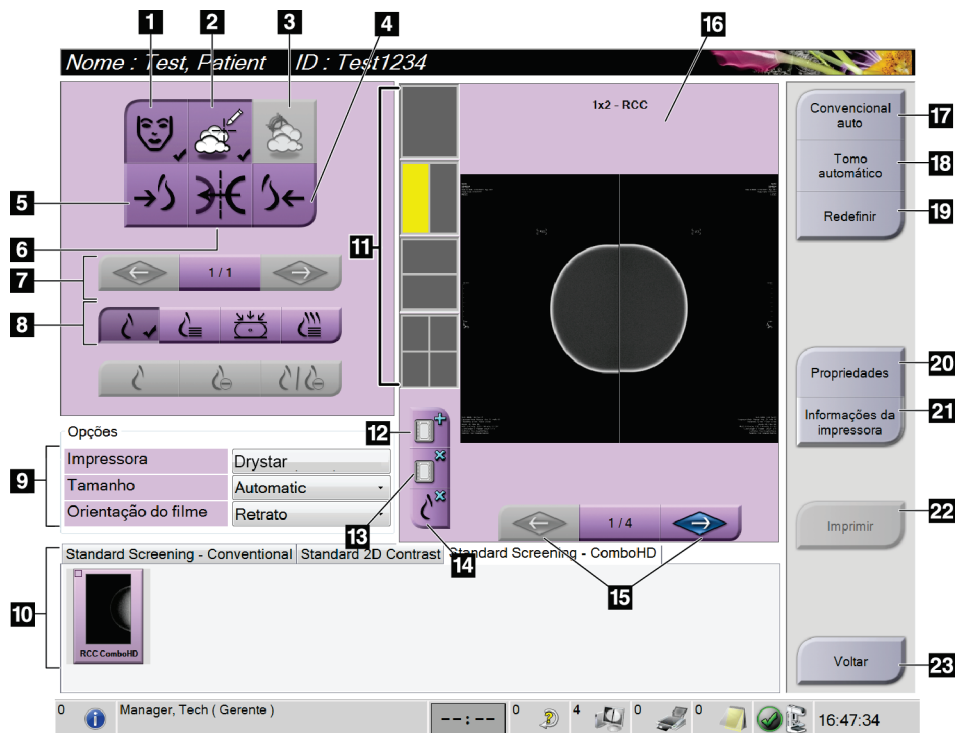 1
2
3
4
16
Nome : Test, Patient ID : Test1234
1x2 - RCC
Convencional
auto
17
Tomo
automático
18
Redefinir
19
5
6
11
7
1 / 1
8
Propriedades
20
Informações da
impressora
21
Opções
12
9
Impressora
Drystar
Tamanho
Automatic
Orientação do filme
Retrato
13
14
1 / 4
15
Imprimir
22
10
Standard Screening - Conventional
Standard 2D Contrast
Standard Screening - ComboHD
RCC ComboHD
Voltar
23
0
Manager, Tech ( Gerente )
--:--
0
4
0
0
16:47:34